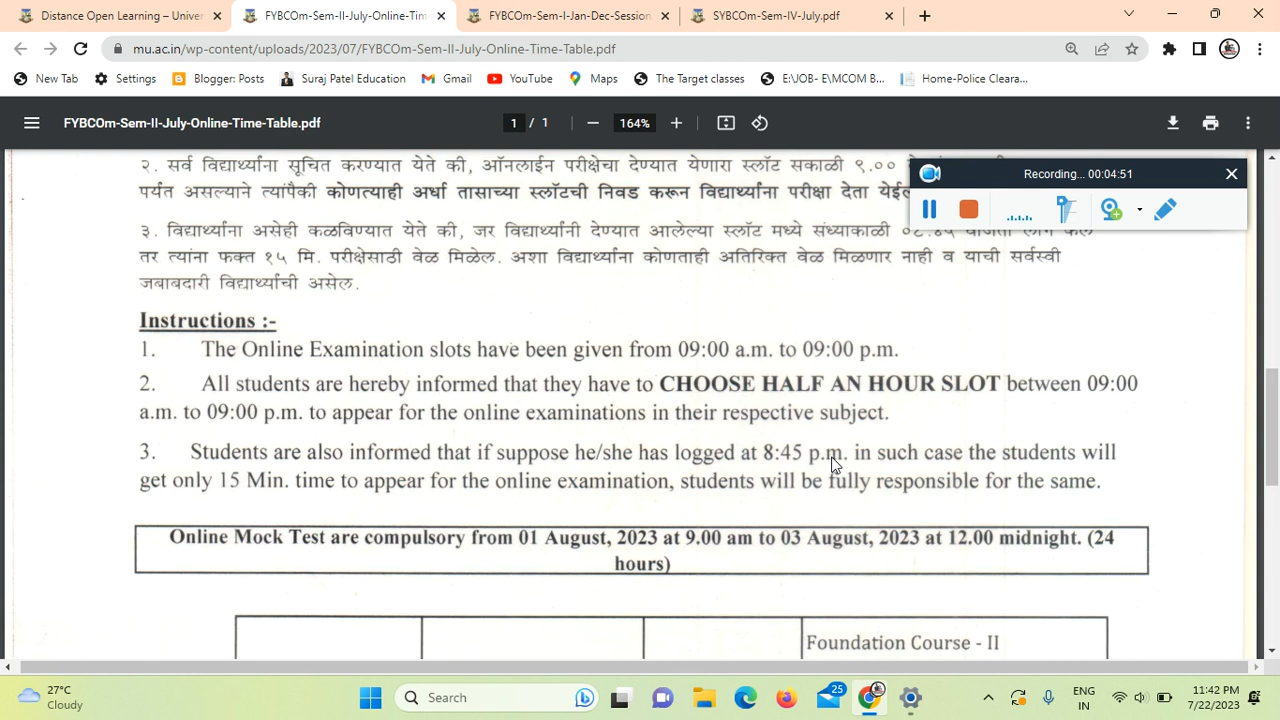 Distance Open Learning – Univer
FYBCOm-Sem-II-July-Online-Tim
FYBCOm-Sem-I-Jan-Dec-Session
SYBCom-Sem-IV-July.pdf
mu.ac.in/wp-content/uploads/2023/07/FYBCOm-Sem-II-July-Online-Time-Table.pdf
New Tab
Settings
Blogger: Posts
Suraj Patel Education
Gmail
YouTube
Maps
The Target classes
E:\JOB- E\MCOM B...
Home-Police Cleara...
FYBCOm-Sem-II-July-Online-Time-Table.pdf
1 / 1
164%
Recording... 00:04:51
२. सर्व विद्यार्थ्यांना सूचित करण्यात येते की, ऑनलाईन परीक्षेचा देण्यात येणारा स्लॉट सकाळी ९.००
पर्यंत असल्याने त्यांपैकी कोणत्याही अर्धा तासाच्या स्लॉटची निवड करून विद्यार्थ्यांना परीक्षा देता
३. विद्यार्थ्यांना असेही कळविण्यात येते की, जर विद्यार्थ्यांनी देण्यात आलेल्या स्लॉट मध्ये संध्याकाळी
तर त्यांना फक्त १५ मि. परीक्षेसाठी वेळ मिळेल. अशा विद्यार्थ्यांना कोणताही अतिरिक्त वेळ मिळणार नाही व याची सर्वस्वी
जबाबदारी विद्यार्थ्यांची असेल.
Instructions :-
1. The Online Examination slots have been given from 09:00 a.m. to 09:00 p.m.
2. All students are hereby informed that they have to CHOOSE HALF AN HOUR SLOT between 09:00
a.m. to 09:00 p.m. to appear for the online examinations in their respective subject.
3. Students are also informed that if suppose he/she has logged at 8:45 p.m. in such case the students will
get only 15 Min. time to appear for the online examination, students will be fully responsible for the same.
Online Mock Test are compulsory from 01 August, 2023 at 9.00 am to 03 August, 2023 at 12.00 midnight. (24
hours)
Foundation Course - II
27°C
Cloudy
Search
25
ENG
IN
11:42 PM
7/22/2023